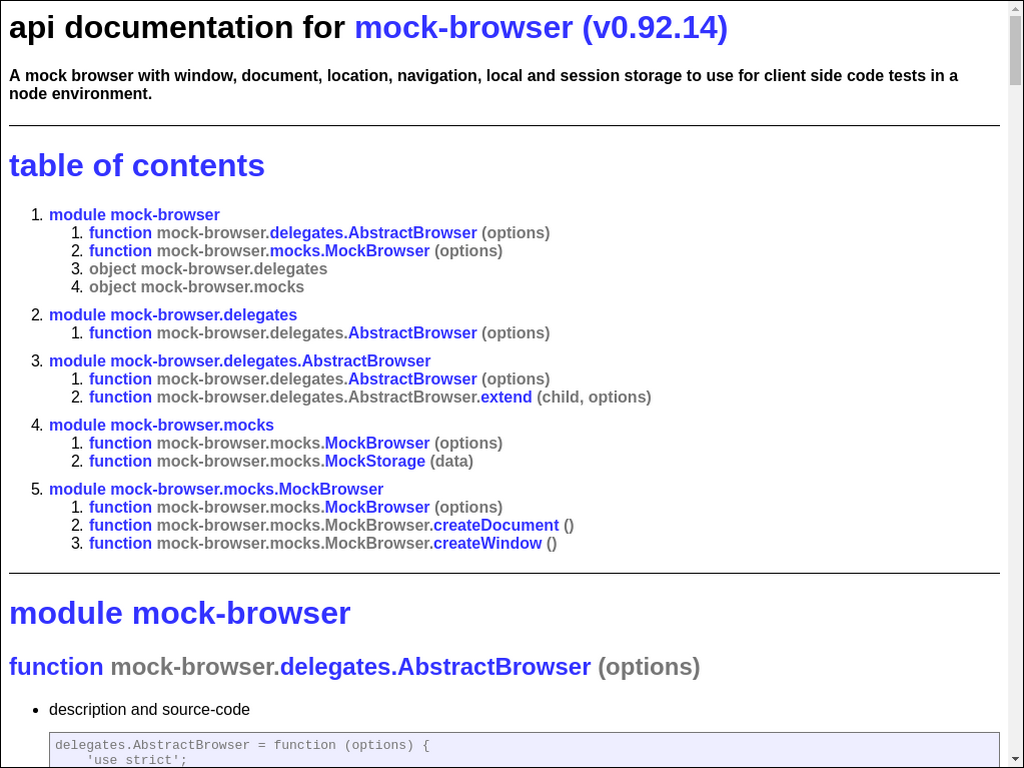 api documentation for mock-browser (v0.92.14)
A mock browser with window, document, location, navigation, local and session storage to use for client side code tests in a
node environment.
table of contents
1. module mock-browser
1. function mock-browser.delegates.AbstractBrowser (options)
2. function mock-browser.mocks.MockBrowser (options)
3. object mock-browser.delegates
4. object mock-browser.mocks
2. module mock-browser.delegates
1. function mock-browser.delegates.AbstractBrowser (options)
3. module mock-browser.delegates.AbstractBrowser
1. function mock-browser.delegates.AbstractBrowser (options)
2. function mock-browser.delegates.AbstractBrowser.extend (child, options)
4. module mock-browser.mocks
1. function mock-browser.mocks.MockBrowser (options)
2. function mock-browser.mocks.MockStorage (data)
5. module mock-browser.mocks.MockBrowser
1. function mock-browser.mocks.MockBrowser (options)
2. function mock-browser.mocks.MockBrowser.createDocument ()
3. function mock-browser.mocks.MockBrowser.createWindow ()
module mock-browser
function mock-browser.delegates.AbstractBrowser (options)
• description and source-code
delegates.AbstractBrowser = function (options) {
    'use strict';